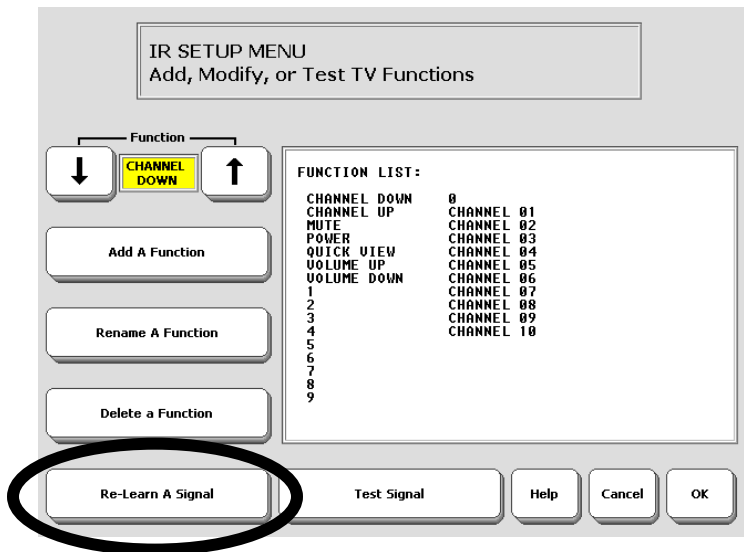 IR SETUP MENU
Add, Modify, or Test TV Functions
Function
CHANNEL
DOWN
Add A Function
Rename A Function
Delete a Function
FUNCTION LIST:
CHANNEL DOWN 0
CHANNEL UP CHANNEL 01
MUTE CHANNEL 02
POWER CHANNEL 03
QUICK VIEW CHANNEL 04
VOLUME UP CHANNEL 05
VOLUME DOWN CHANNEL 06
1 CHANNEL 07
2 CHANNEL 08
3 CHANNEL 09
4 CHANNEL 10
5
6
7
8
9
Re-Learn A Signal
Test Signal
Help
Cancel
OK